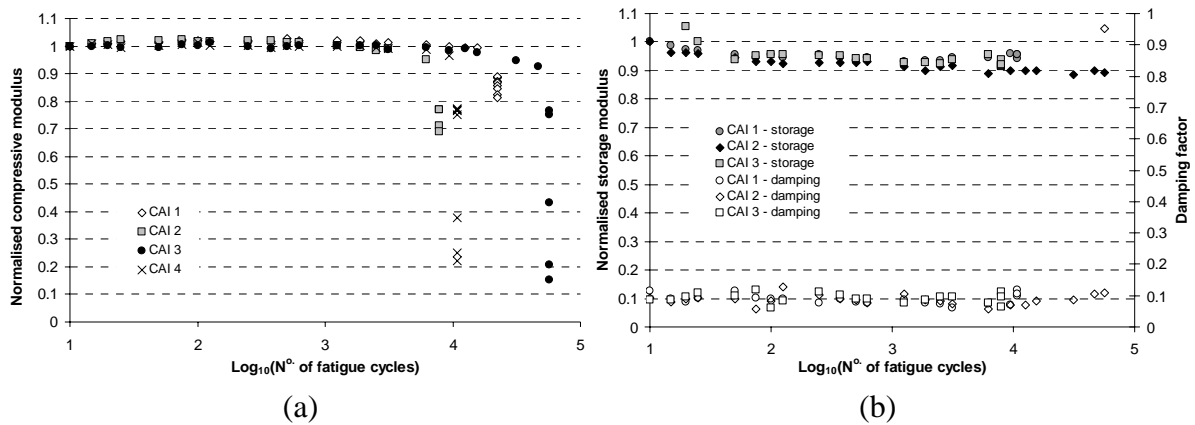 Normalised compressive modulus
1.1
1
0.9
0.8
0.7
0.6
0.5
0.4
0.3
0.2
0.1
0
CAI 1
CAI 2
CAI 3
CAI 4
1 2 3 4 5
Log₁₀(Nº· of fatigue cycles)
(a)
Normalised storage modulus
1.1
1
0.9
0.8
0.7
0.6
0.5
0.4
0.3
0.2
0.1
0
CAI 1 - storage
CAI 2 - storage
CAI 3 - storage
CAI 1 - damping
CAI 2 - damping
CAI 3 - damping
1
0.9
0.8
0.7
0.6
0.5
0.4
0.3
0.2
0.1
0
Damping factor
1 2 3 4 5
Log₁₀(Nº· of fatigue cycles)
(b)